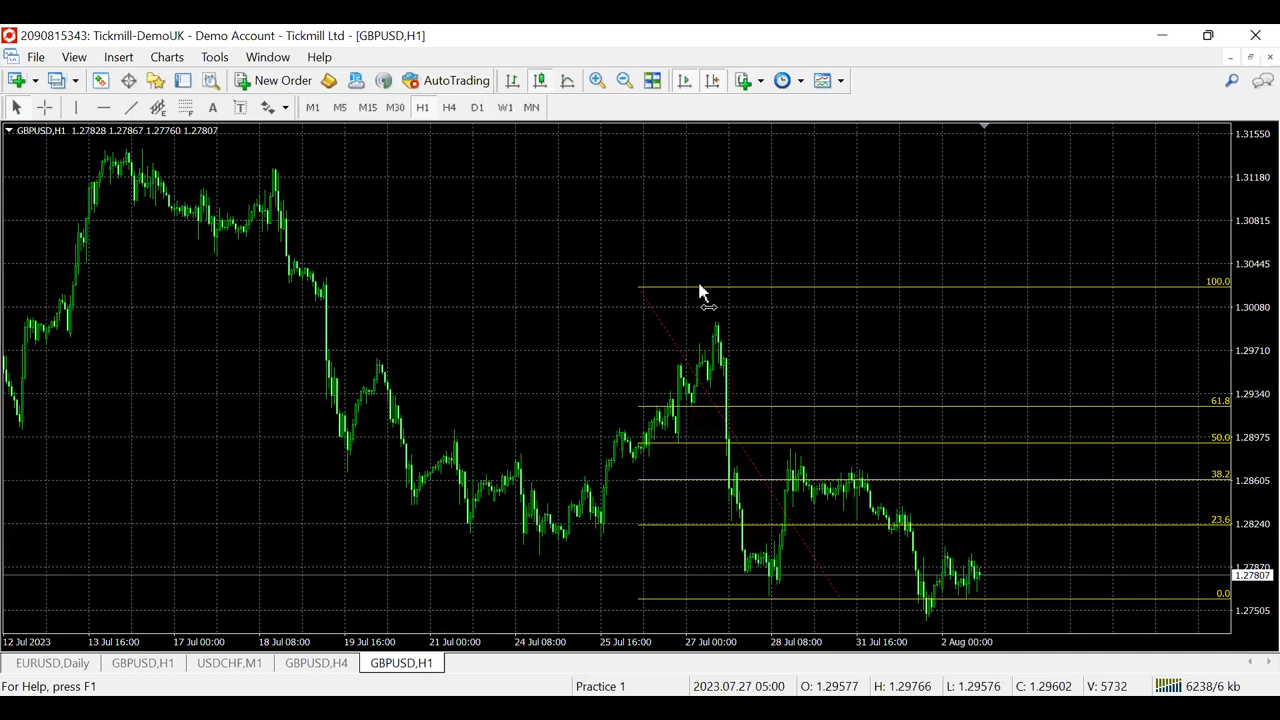 2090815343: Tickmill-DemoUK - Demo Account - Tickmill Ltd - [GBPUSD,H1]
File View Insert Charts Tools Window Help
New Order AutoTrading
A T M1 M5 M15 M30 H1 H4 D1 W1 MN
GBPUSD,H1 1.27828 1.27867 1.27760 1.27807
1.31550
1.31180
1.30815
1.30445
100.0
1.30080
1.29710
1.29340
61.8
50.0
1.28975
38.2
1.28605
23.6
1.28240
1.27870
1.27807
0.0
1.27505
12 Jul 2023 13 Jul 16:00 17 Jul 00:00 18 Jul 08:00 19 Jul 16:00 21 Jul 00:00 24 Jul 08:00 25 Jul 16:00 27 Jul 00:00 28 Jul 08:00 31 Jul 16:00 2 Aug 00:00
EURUSD,Daily GBPUSD,H1 USDCHF,M1 GBPUSD,H4 GBPUSD,H1
For Help, press F1 Practice 1 2023.07.27 05:00 O: 1.29577 H: 1.29766 L: 1.29576 C: 1.29602 V: 5732 6238/6 kb